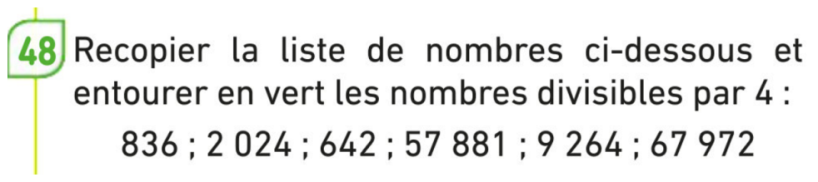 48 Recopier la liste de nombres ci-dessous et
entourer en vert les nombres divisibles par 4 :
836 ; 2 024 ; 642 ; 57 881 ; 9 264 ; 67 972